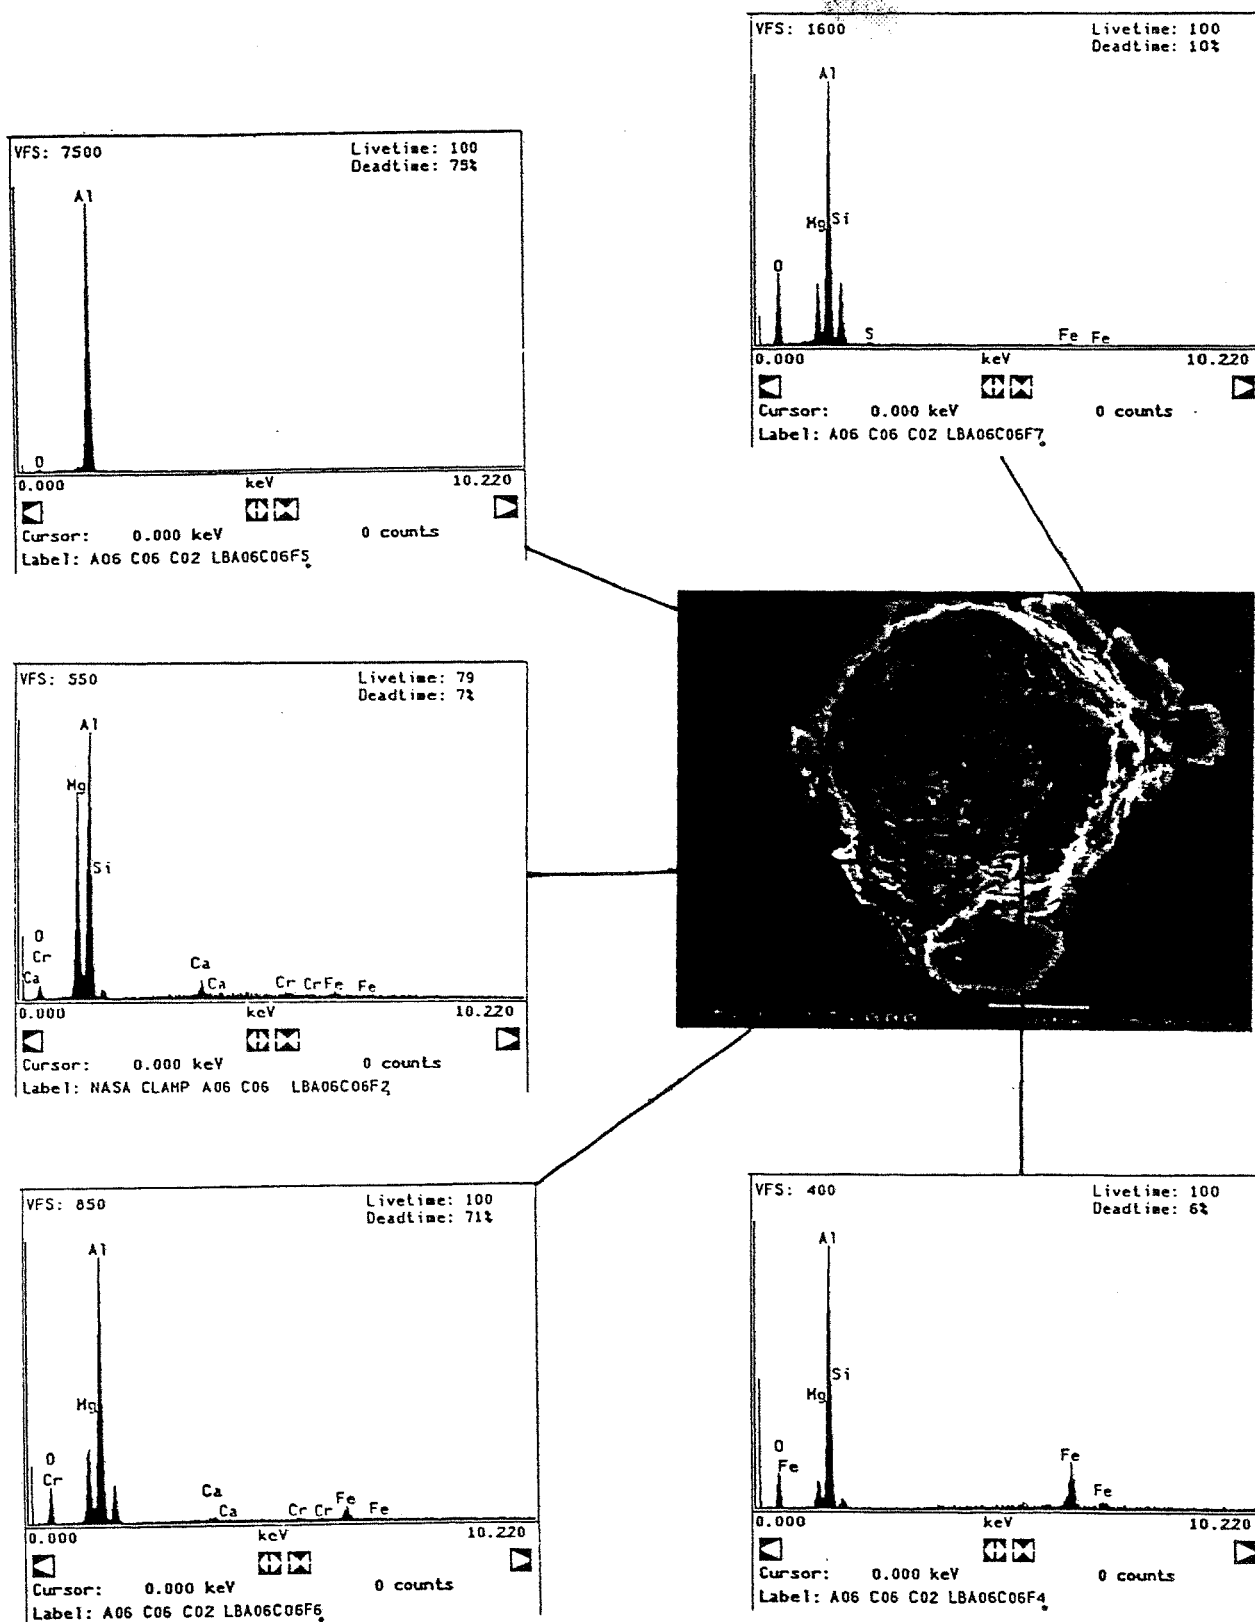 VFS: 1600 Livetime: 100
Deadtime: 10%
Al
Mg Si
O
S Fe Fe
0.000 keV 10.220
Cursor: 0.000 keV 0 counts
Label: A06 C06 C02 LBA06C06F7
VFS: 7500 Livetime: 100
Deadtime: 75%
Al
O
0.000 keV 10.220
Cursor: 0.000 keV 0 counts
Label: A06 C06 C02 LBA06C06F5
VFS: 550 Livetime: 79
Deadtime: 7%
Al
Mg
Si
O
Cr Ca
Ca Ca Cr Cr Fe Fe
0.000 keV 10.220
Cursor: 0.000 keV 0 counts
Label: NASA CLAMP A06 C06 LBA06C06F2
VFS: 850 Livetime: 100
Deadtime: 71%
Al
Mg
O
Cr Ca Fe
Ca Cr Cr Fe
0.000 keV 10.220
Cursor: 0.000 keV 0 counts
Label: A06 C06 C02 LBA06C06F6
VFS: 400 Livetime: 100
Deadtime: 6%
Al
Si
Mg
O Fe
Fe Fe
0.000 keV 10.220
Cursor: 0.000 keV 0 counts
Label: A06 C06 C02 LBA06C06F4